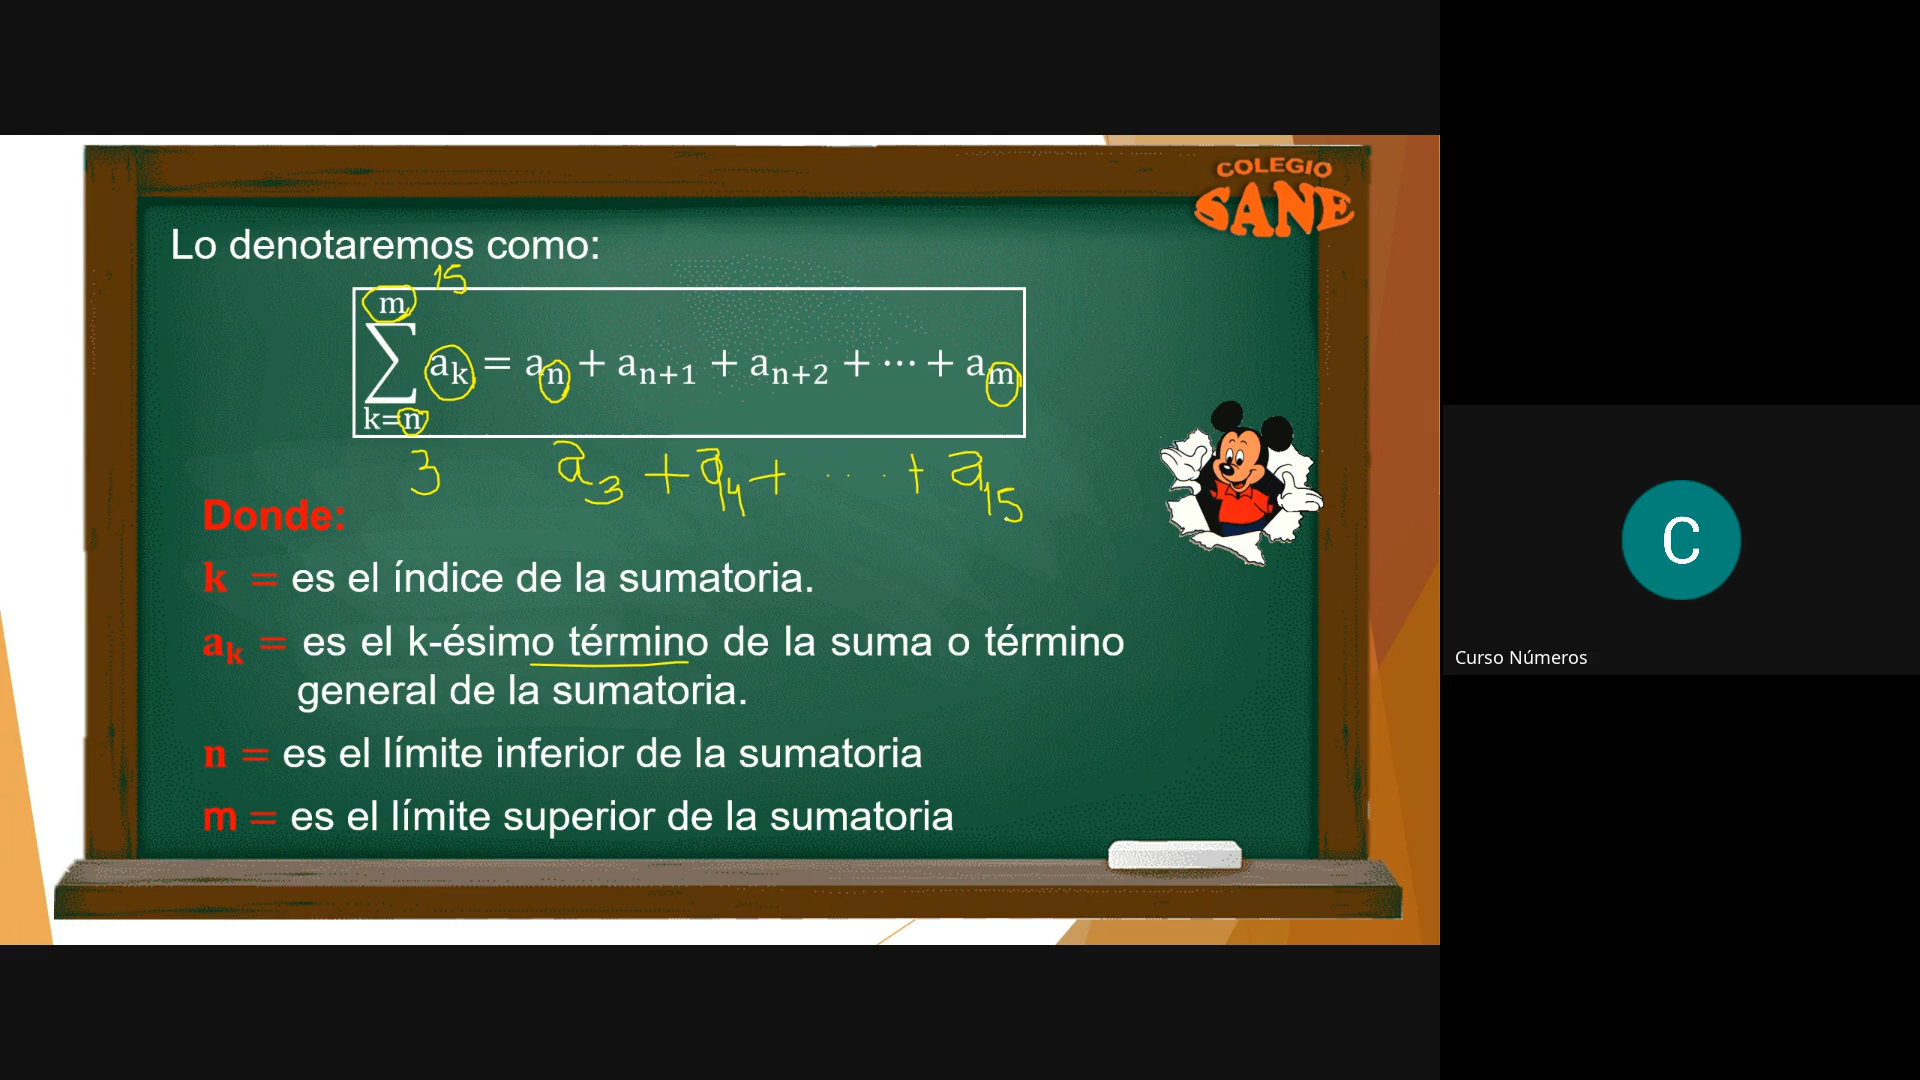 COLEGIO
SANE
Lo denotaremos como:
15
m
∑ aₖ = aₙ + aₙ₊₁ + aₙ₊₂ + ⋯ + aₘ
k=n
3 a₃ + a₄ + ... + a₁₅
Donde:
k = es el índice de la sumatoria.
aₖ = es el k-ésimo término de la suma o término
general de la sumatoria.
n = es el límite inferior de la sumatoria
m = es el límite superior de la sumatoria
C
Curso Números